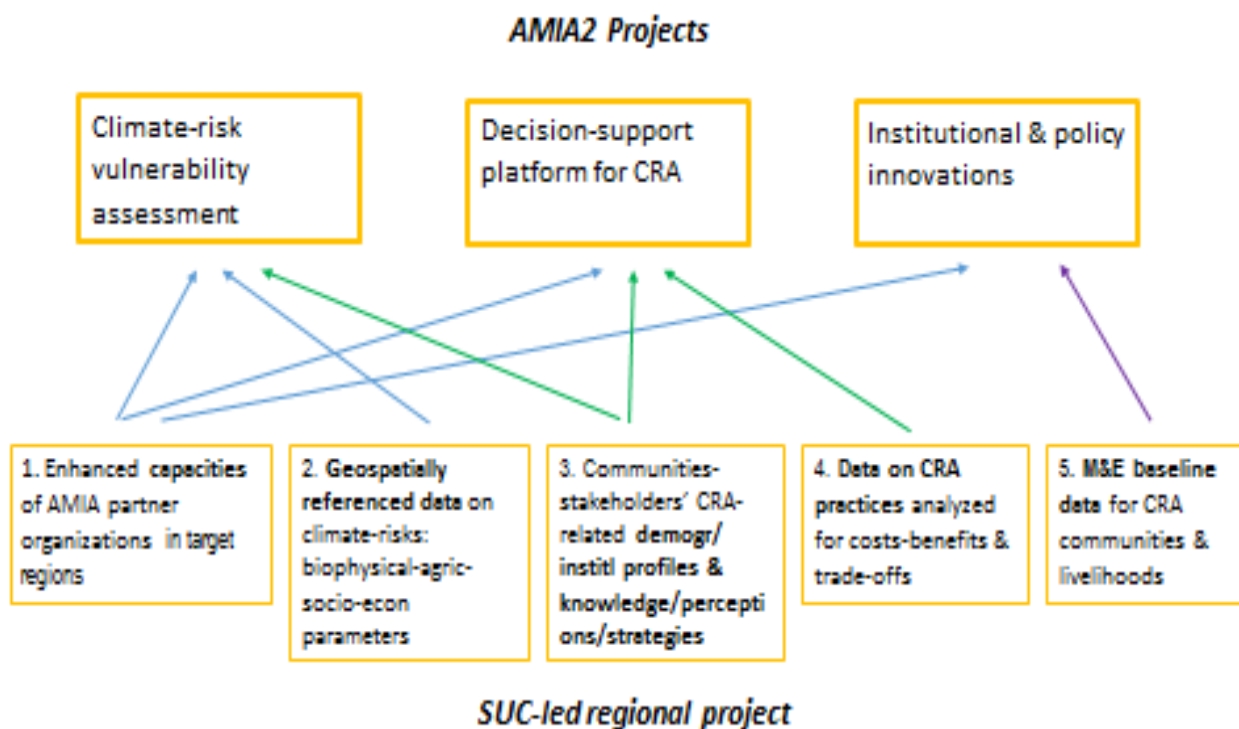 AMIA2 Projects
Climate-risk
vulnerability
assessment
Decision-support
platform for CRA
Institutional & policy
innovations
1. Enhanced capacities
of AMIA partner
organizations in target
regions
2. Geospatially
referenced data on
climate-risks:
biophysical-agric-
socio-econ
parameters
3. Communities-
stakeholders’ CRA-
related demogr/
institl profiles &
knowledge/percepti
ons/strategies
4. Data on CRA
practices analyzed
for costs-benefits &
trade-offs
5. M&E baseline
data for CRA
communities &
livelihoods
SUC-led regional project